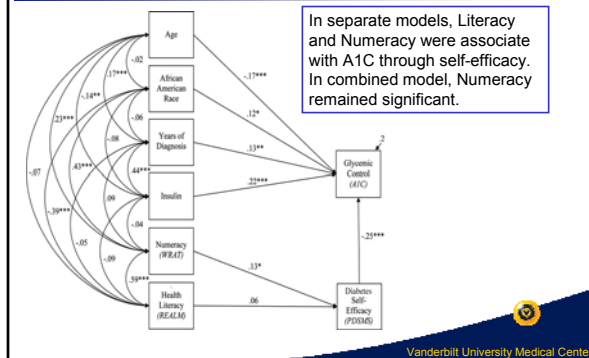 In separate models, Literacy
and Numeracy were associate
with A1C through self-efficacy.
In combined model, Numeracy
remained significant.
Age
African
American
Race
Years of
Diagnosis
Insulin
Numeracy
(WRAT)
Health
Literacy
(REALM)
Glycemic
Control
(A1C)
Diabetes
Self-
Efficacy
(PDSMS)
-.02
.17***
-.14**
.23***
-.06
-.08
-.07
.43***
.44***
.09
-.39***
-.04
-.05
-.09
.59***
-.17***
.12*
.13**
.22***
.2
-.25***
.13*
.06
Vanderbilt University Medical Cente